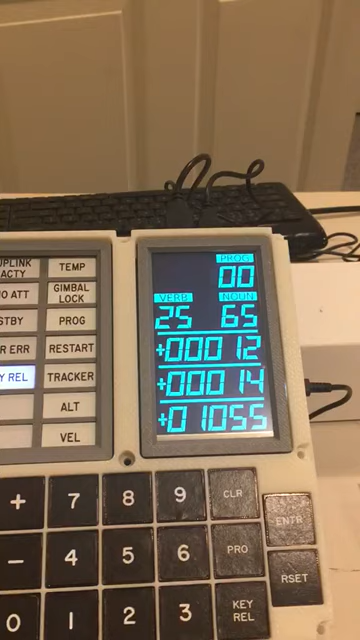 UPLINK ACTY TEMP
NO ATT GIMBAL LOCK
STBY PROG
R ERR RESTART
Y REL TRACKER
ALT
VEL
PROG
00
VERB NOUN
25 65
+00012
+00014
+01055
+ 7 8 9 CLR ENTR
- 4 5 6 PRO RSET
0 1 2 3 KEY REL